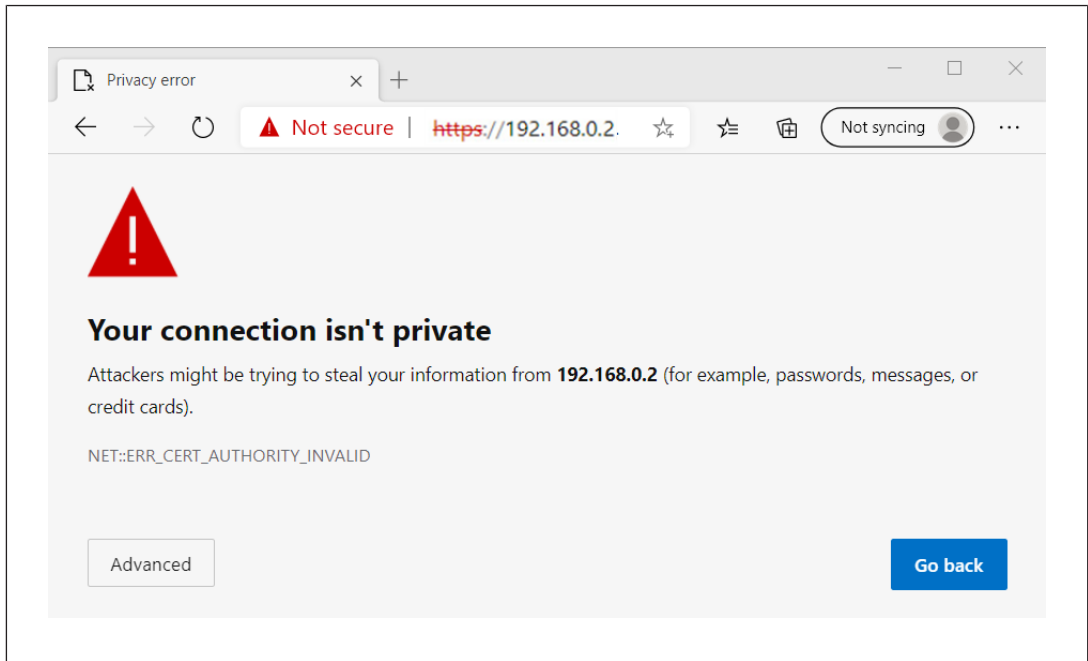 Privacy error
Not secure | https://192.168.0.2.
Not syncing
Your connection isn't private
Attackers might be trying to steal your information from 192.168.0.2 (for example, passwords, messages, or
credit cards).
NET::ERR_CERT_AUTHORITY_INVALID
Advanced
Go back